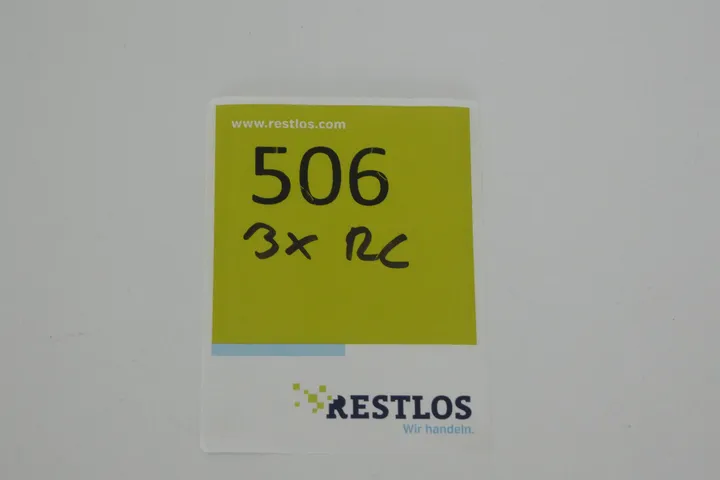 www.restlos.com
506
3x RC
RESTLOS
Wir handeln.